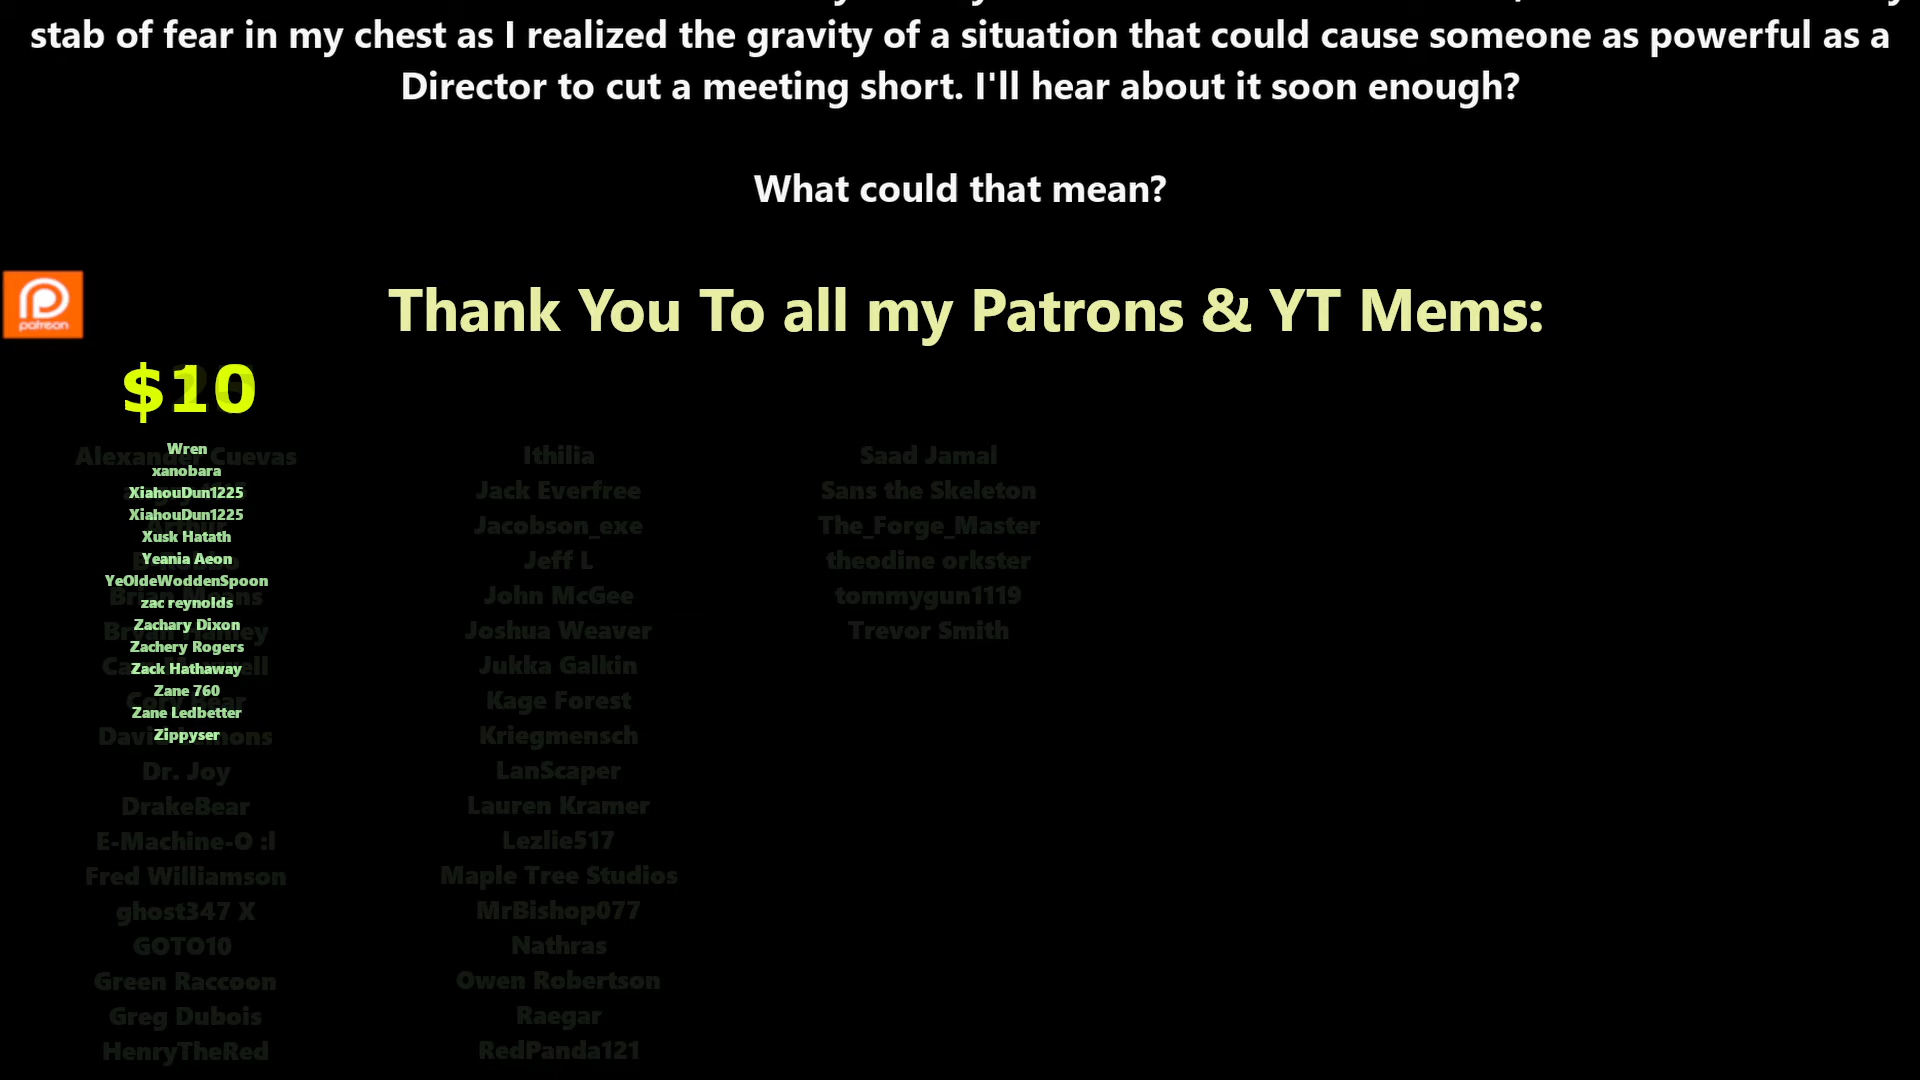 stab of fear in my chest as I realized the gravity of a situation that could cause someone as powerful as a
Director to cut a meeting short. I'll hear about it soon enough?
What could that mean?
patreon
Thank You To all my Patrons & YT Mems:
$10
Wren
xanobara
XiahouDun1225
XiahouDun1225
Xusk Hatath
Yeania Aeon
YeOldeWoddenSpoon
zac reynolds
Zachary Dixon
Zachery Rogers
Zack Hathaway
Zane 760
Zane Ledbetter
Zippyser
Alexander Cuevas
Brian Means
Dr. Joy
DrakeBear
E-Machine-O :l
Fred Williamson
ghost347 X
GOTO10
Green Raccoon
Greg Dubois
HenryTheRed
Ithilia
Jack Everfree
Jacobson_exe
Jeff L
John McGee
Joshua Weaver
Jukka Galkin
Kage Forest
Kriegmensch
LanScaper
Lauren Kramer
Lezlie517
Maple Tree Studios
MrBishop077
Nathras
Owen Robertson
Raegar
RedPanda121
Saad Jamal
Sans the Skeleton
The_Forge_Master
theodine orkster
tommygun1119
Trevor Smith